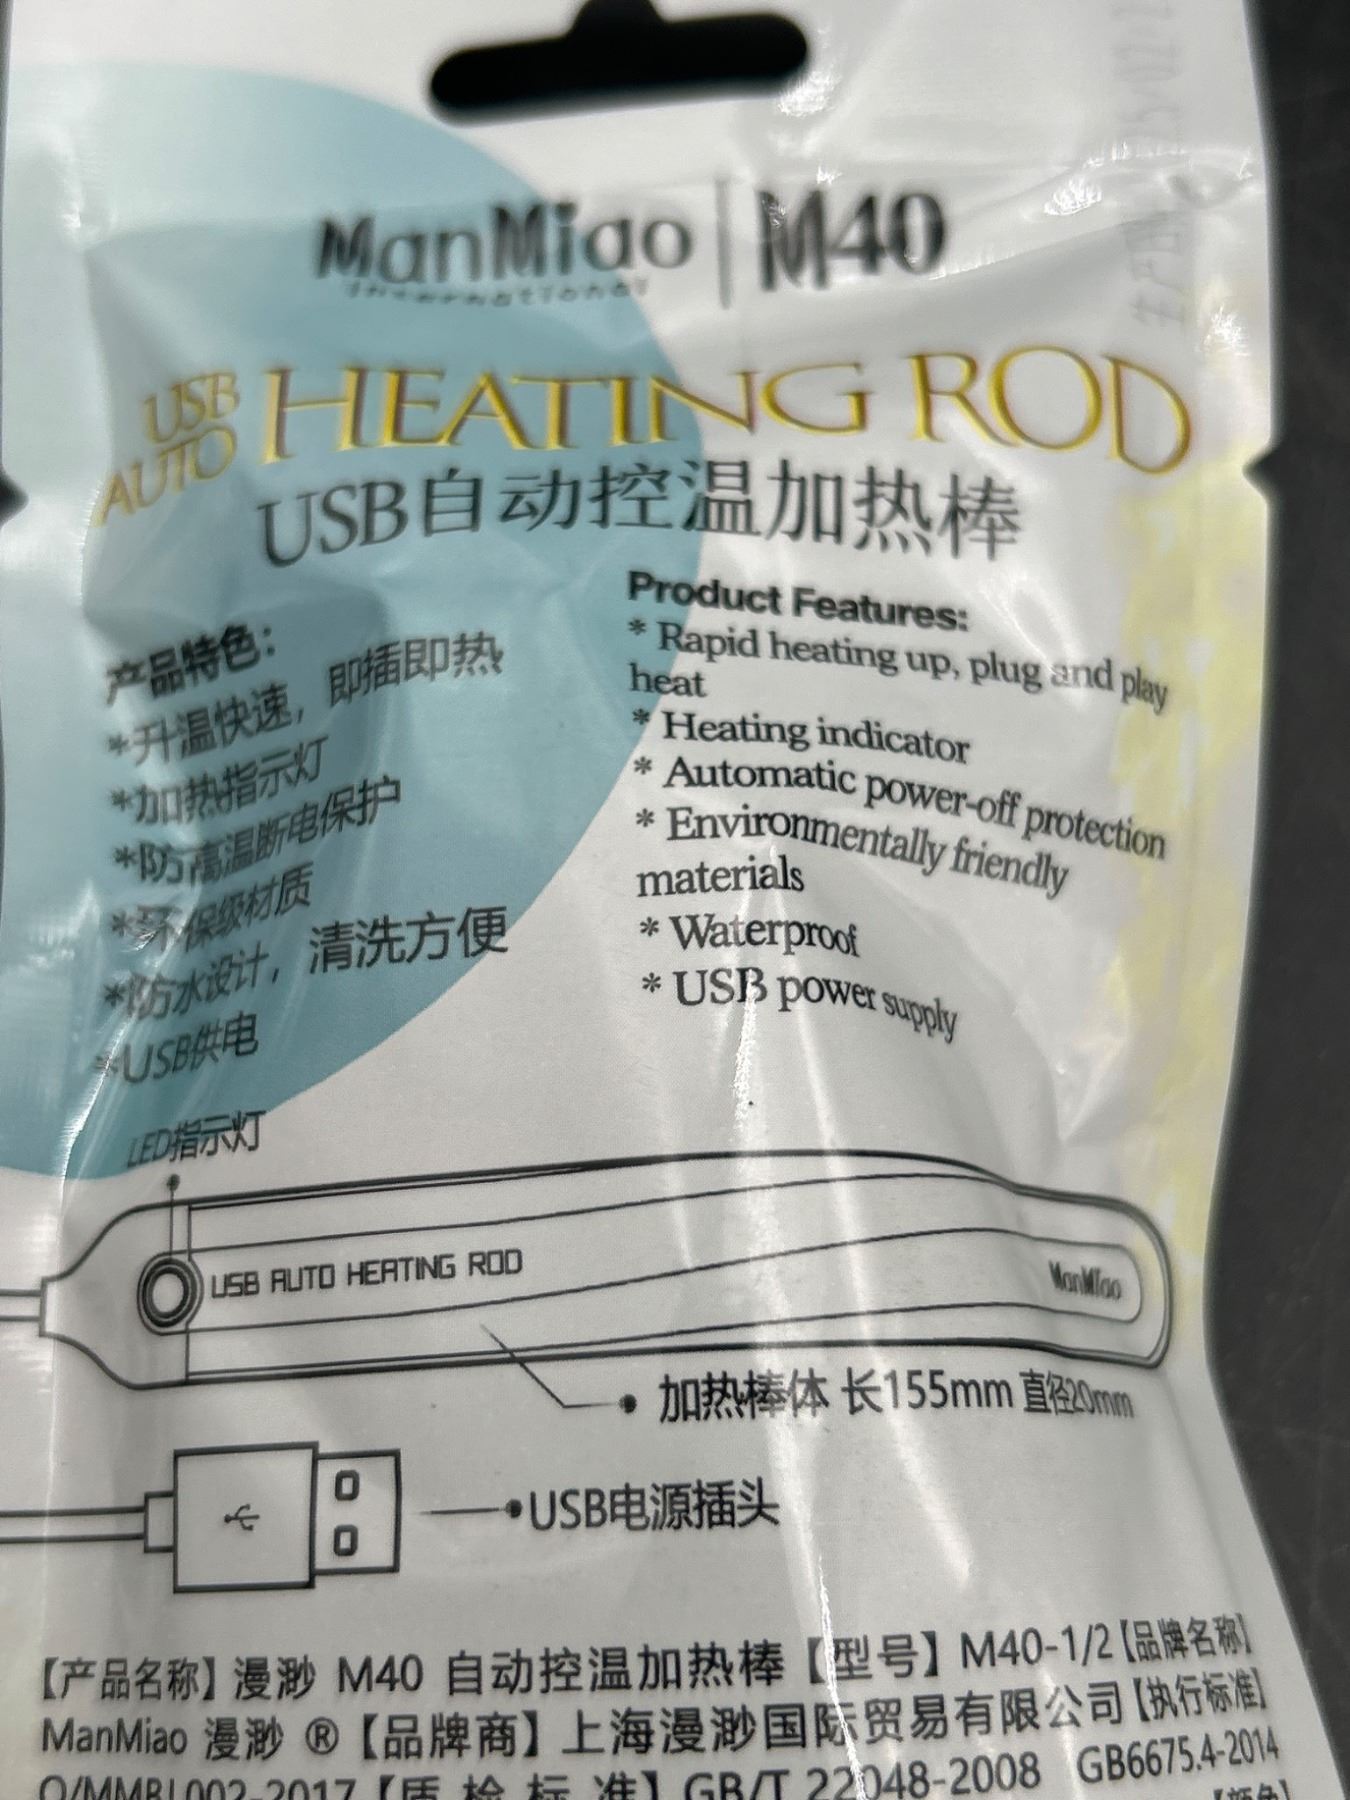 ManMiao | M40
International
USB AUTO HEATING ROD
USB自动控温加热棒
产品特色：
*升温快速，即插即热
*加热指示灯
*防高温断电保护
*环保级材质
*防水设计，清洗方便
*USB供电
Product Features:
* Rapid heating up, plug and play
heat
* Heating indicator
* Automatic power-off protection
* Environmentally friendly
materials
* Waterproof
* USB power supply
LED指示灯
USB AUTO HEATING ROD
ManMiao
加热棒体 长155mm 直径20mm
USB电源插头
【产品名称】漫渺 M40 自动控温加热棒【型号】M40-1/2【品牌名称】
ManMiao 漫渺 ®【品牌商】上海漫渺国际贸易有限公司【执行标准】
002-2017【质 检 标 准】GB/T 22048-2008 GB6675.4-2014